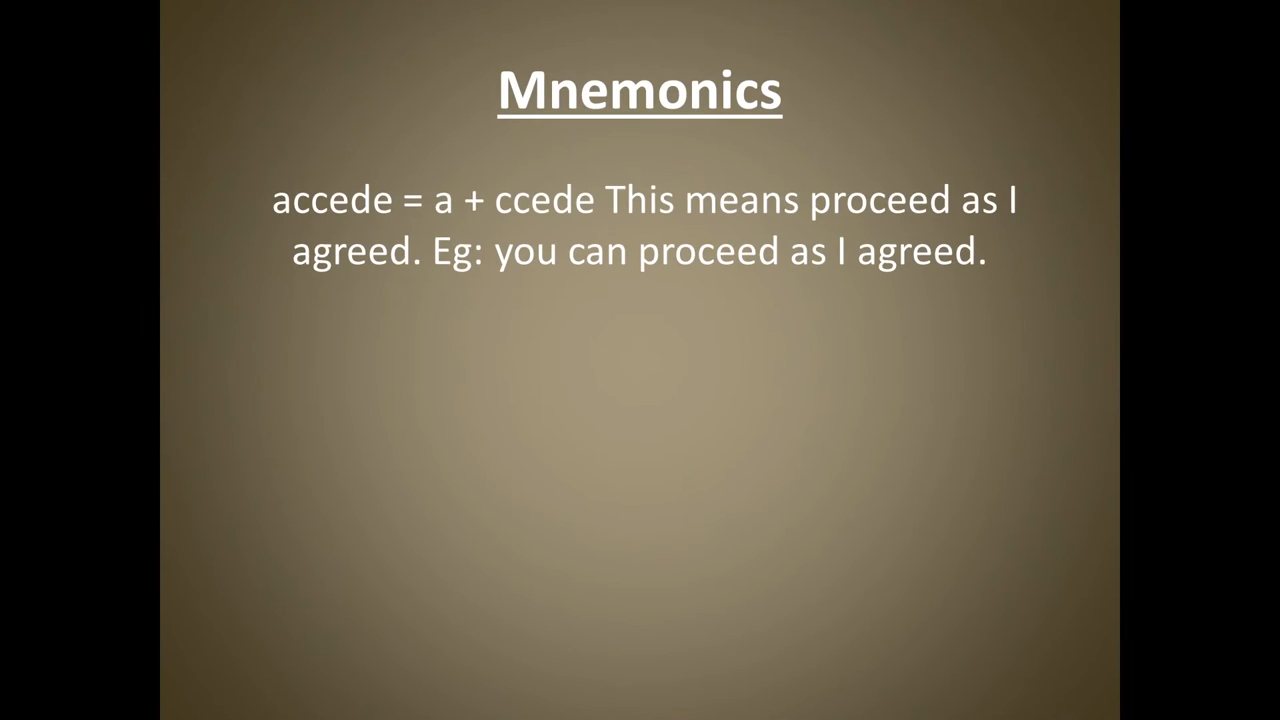 Mnemonics
accede = a + ccede This means proceed as I
agreed. Eg: you can proceed as I agreed.